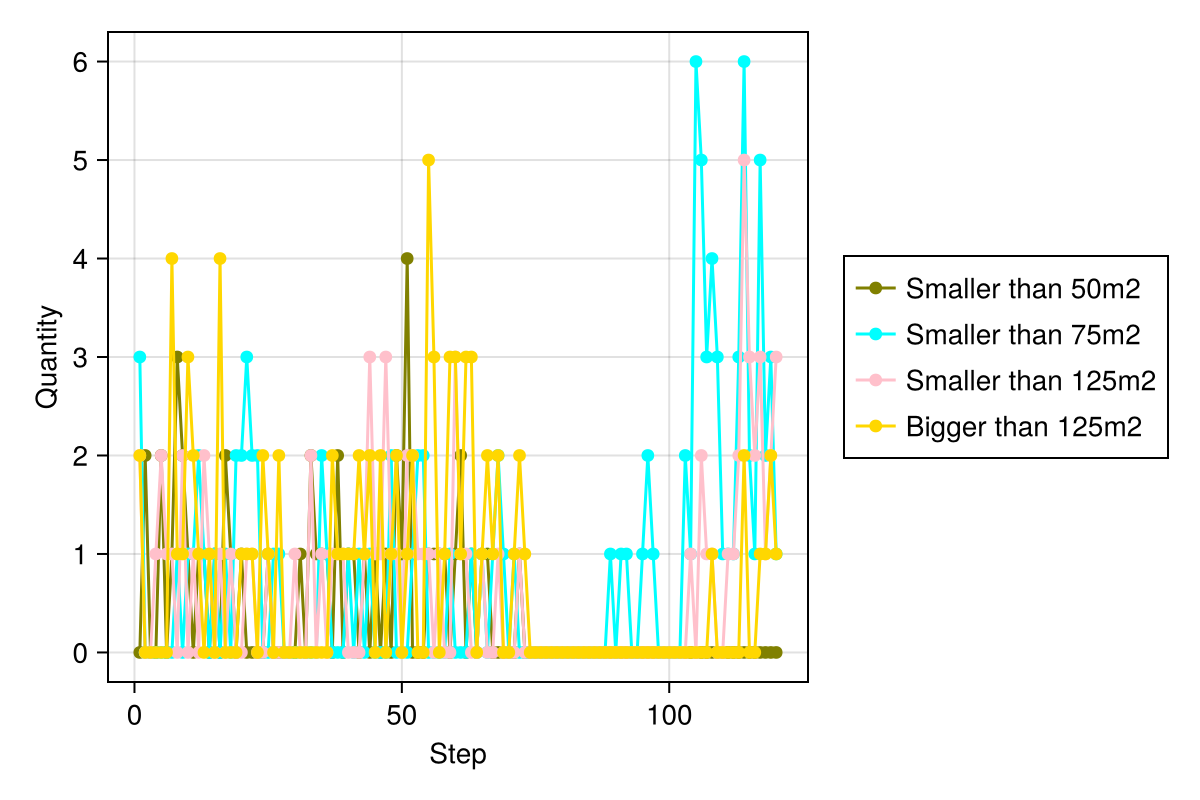 6
5
4
3
2
1
0
Quantity
0 50 100
Step
Smaller than 50m2
Smaller than 75m2
Smaller than 125m2
Bigger than 125m2